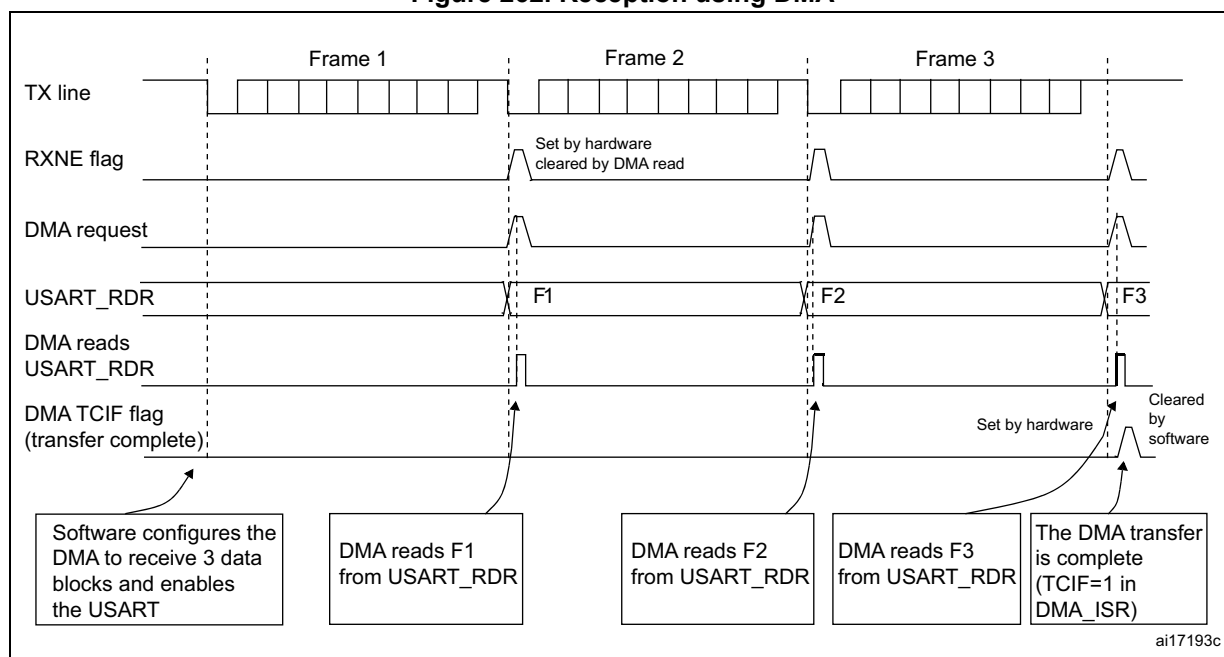 Figure 262. Reception using DMA
Frame 1
Frame 2
Frame 3
TX line
RXNE flag
Set by hardware
cleared by DMA read
DMA request
USART_RDR
F1
F2
F3
DMA reads
USART_RDR
DMA TCIF flag
(transfer complete)
Set by hardware
Cleared
by
software
Software configures the
DMA to receive 3 data
blocks and enables
the USART
DMA reads F1
from USART_RDR
DMA reads F2
from USART_RDR
DMA reads F3
from USART_RDR
The DMA transfer
is complete
(TCIF=1 in
DMA_ISR)
ai17193c